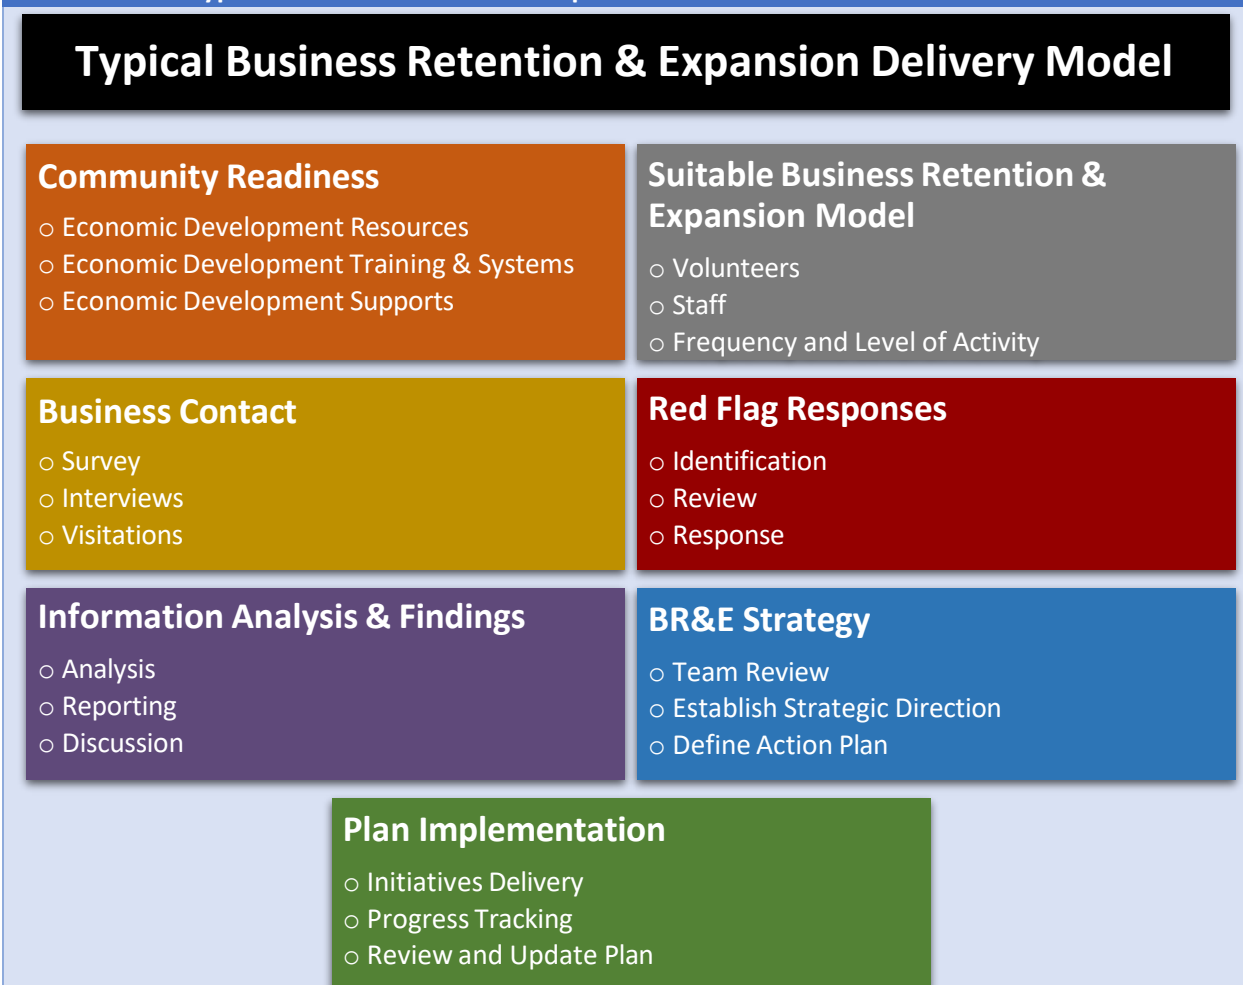 Typical Business Retention & Expansion Delivery Model
Community Readiness
o Economic Development Resources
o Economic Development Training & Systems
o Economic Development Supports
Suitable Business Retention &
Expansion Model
o Volunteers
o Staff
o Frequency and Level of Activity
Business Contact
o Survey
o Interviews
o Visitations
Red Flag Responses
o Identification
o Review
o Response
Information Analysis & Findings
o Analysis
o Reporting
o Discussion
BR&E Strategy
o Team Review
o Establish Strategic Direction
o Define Action Plan
Plan Implementation
o Initiatives Delivery
o Progress Tracking
o Review and Update Plan